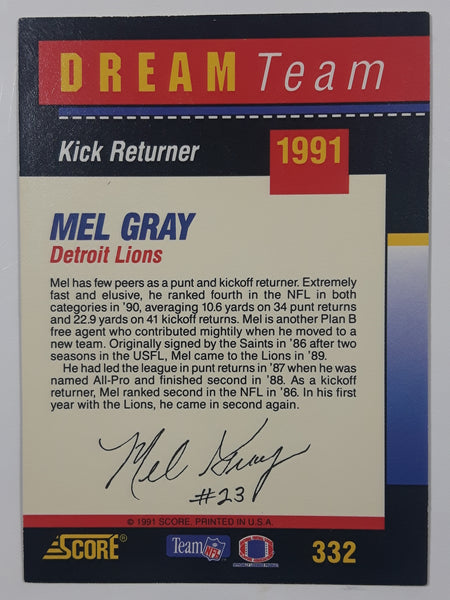 DREAM Team
Kick Returner
1991
MEL GRAY
Detroit Lions
Mel has few peers as a punt and kickoff returner. Extremely
fast and elusive, he ranked fourth in the NFL in both
categories in '90, averaging 10.6 yards on 34 punt returns
and 22.9 yards on 41 kickoff returns. Mel is another Plan B
free agent who contributed mightily when he moved to a
new team. Originally signed by the Saints in '86 after two
seasons in the USFL, Mel came to the Lions in '89.
He had led the league in punt returns in '87 when he was
named All-Pro and finished second in '88. As a kickoff
returner, Mel ranked second in the NFL in '86. In his first
year with the Lions, he came in second again.
Mel Gray
#23
© 1991 SCORE, PRINTED IN U.S.A.
SCORE®
Team NFL
332